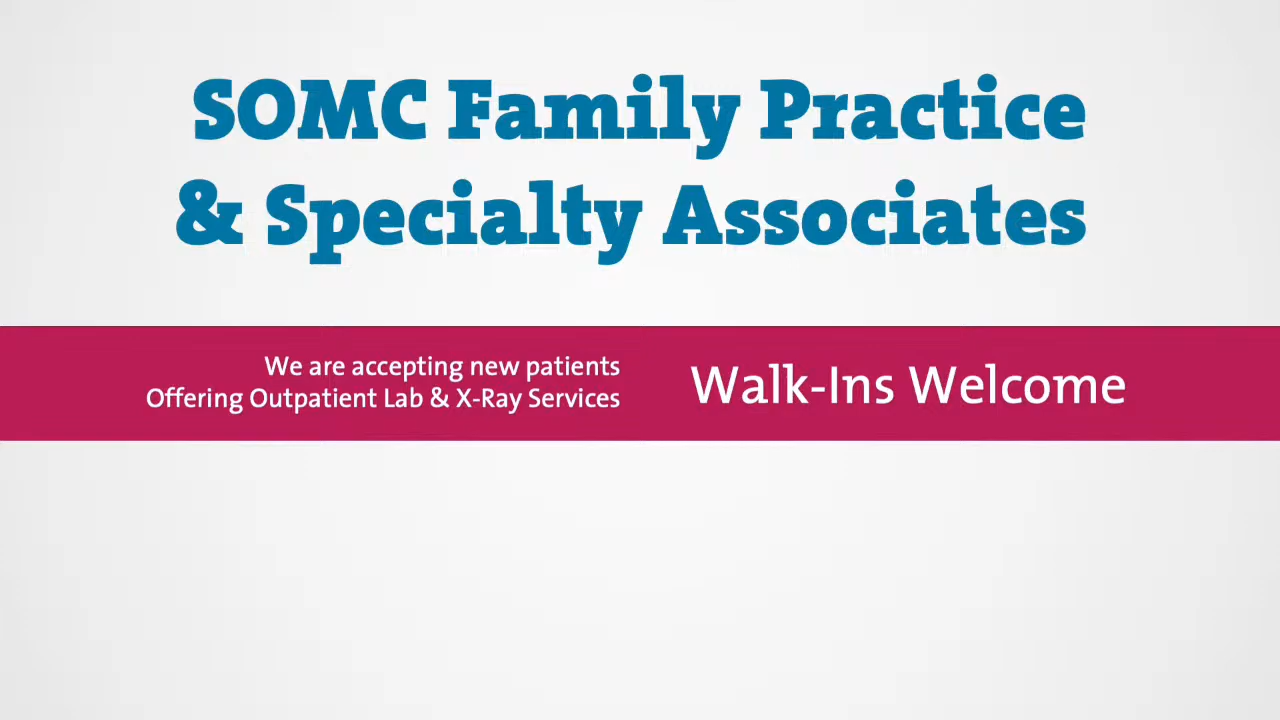 SOMC Family Practice
& Specialty Associates
We are accepting new patients
Offering Outpatient Lab & X-Ray Services
Walk-Ins Welcome